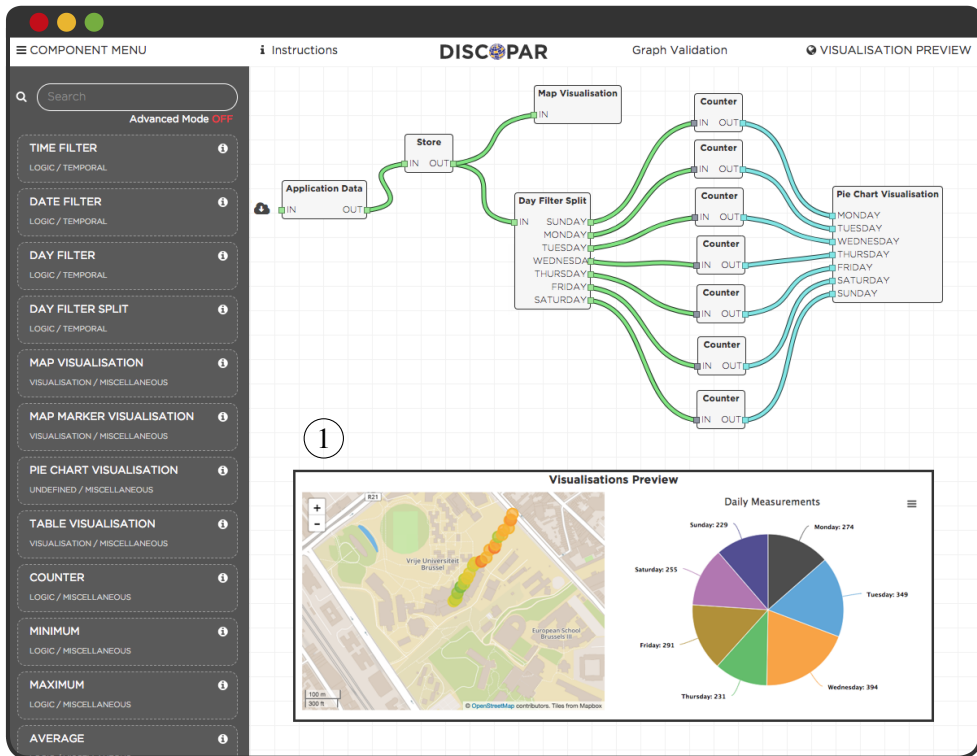 COMPONENT MENU
Instructions
DISCOPAR
Graph Validation
VISUALISATION PREVIEW
Search
Advanced Mode OFF
TIME FILTER
LOGIC / TEMPORAL
DATE FILTER
LOGIC / TEMPORAL
DAY FILTER
LOGIC / TEMPORAL
DAY FILTER SPLIT
LOGIC / TEMPORAL
MAP VISUALISATION
VISUALISATION / MISCELLANEOUS
MAP MARKER VISUALISATION
VISUALISATION / MISCELLANEOUS
PIE CHART VISUALISATION
UNDEFINED / MISCELLANEOUS
TABLE VISUALISATION
VISUALISATION / MISCELLANEOUS
COUNTER
LOGIC / MISCELLANEOUS
MINIMUM
LOGIC / MISCELLANEOUS
MAXIMUM
LOGIC / MISCELLANEOUS
AVERAGE
Application Data
IN OUT
Store
IN OUT
Map Visualisation
IN
Day Filter Split
IN SUNDAY
MONDAY
TUESDAY
WEDNESDA
THURSDAY
FRIDAY
SATURDAY
Counter
IN OUT
Counter
IN OUT
Counter
IN OUT
Counter
IN OUT
Counter
IN OUT
Counter
IN OUT
Counter
IN OUT
Pie Chart Visualisation
MONDAY
TUESDAY
WEDNESDAY
THURSDAY
FRIDAY
SATURDAY
SUNDAY
1
Visualisations Preview
+
-
R21
Vrije Universiteit
Brussel
European School
Brussels III
100 m
300 ft
© OpenStreetMap contributors. Tiles from Mapbox
Daily Measurements
Sunday: 229
Monday: 274
Saturday: 255
Tuesday: 349
Friday: 291
Wednesday: 394
Thursday: 231